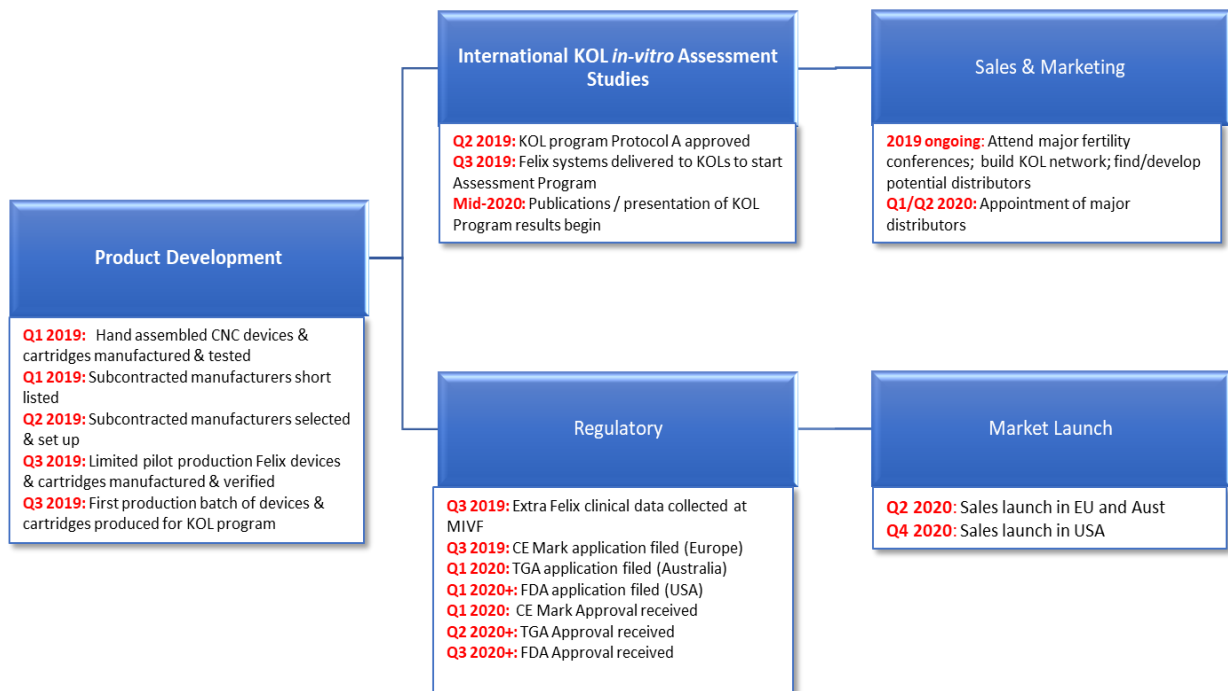 Product Development
Q1 2019: Hand assembled CNC devices &
cartridges manufactured & tested
Q1 2019: Subcontracted manufacturers short
listed
Q2 2019: Subcontracted manufacturers selected
& set up
Q3 2019: Limited pilot production Felix devices
& cartridges manufactured & verified
Q3 2019: First production batch of devices &
cartridges produced for KOL program
International KOL in-vitro Assessment
Studies
Q2 2019: KOL program Protocol A approved
Q3 2019: Felix systems delivered to KOLs to start
Assessment Program
Mid-2020: Publications / presentation of KOL
Program results begin
Sales & Marketing
2019 ongoing: Attend major fertility
conferences; build KOL network; find/develop
potential distributors
Q1/Q2 2020: Appointment of major
distributors
Regulatory
Q3 2019: Extra Felix clinical data collected at
MIVF
Q3 2019: CE Mark application filed (Europe)
Q1 2020: TGA application filed (Australia)
Q1 2020+: FDA application filed (USA)
Q1 2020: CE Mark Approval received
Q2 2020+: TGA Approval received
Q3 2020+: FDA Approval received
Market Launch
Q2 2020: Sales launch in EU and Aust
Q4 2020: Sales launch in USA